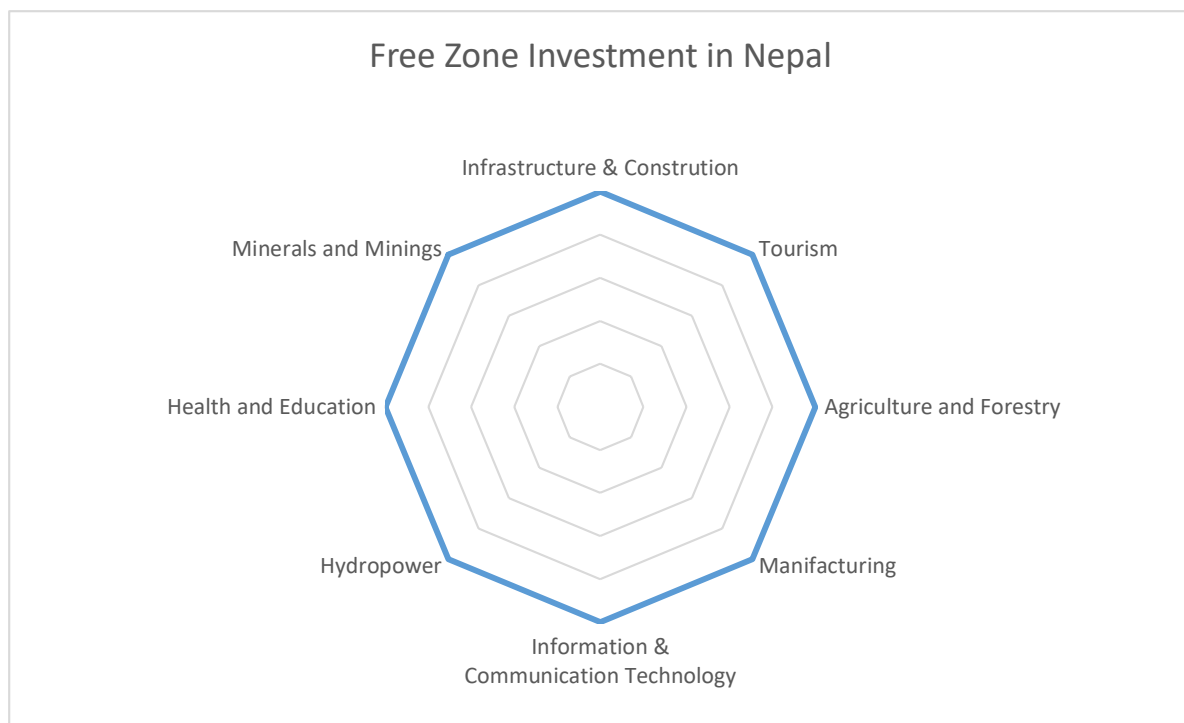 Free Zone Investment in Nepal
Infrastructure & Constrution
Minerals and Minings
Tourism
Health and Education
Agriculture and Forestry
Hydropower
Manifacturing
Information &
Communication Technology